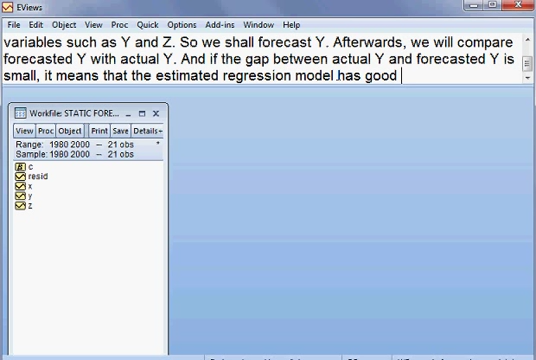 EViews
File Edit Object View Proc Quick Options Add-ins Window Help
variables such as Y and Z. So we shall forecast Y. Afterwards, we will compare
forecasted Y with actual Y. And if the gap between actual Y and forecasted Y is
small, it means that the estimated regression model has good
Workfile: STATIC FORE...
View Proc Object Print Save Details
Range: 1980 2000 -- 21 obs *
Sample: 1980 2000 -- 21 obs
c
resid
x
y
z